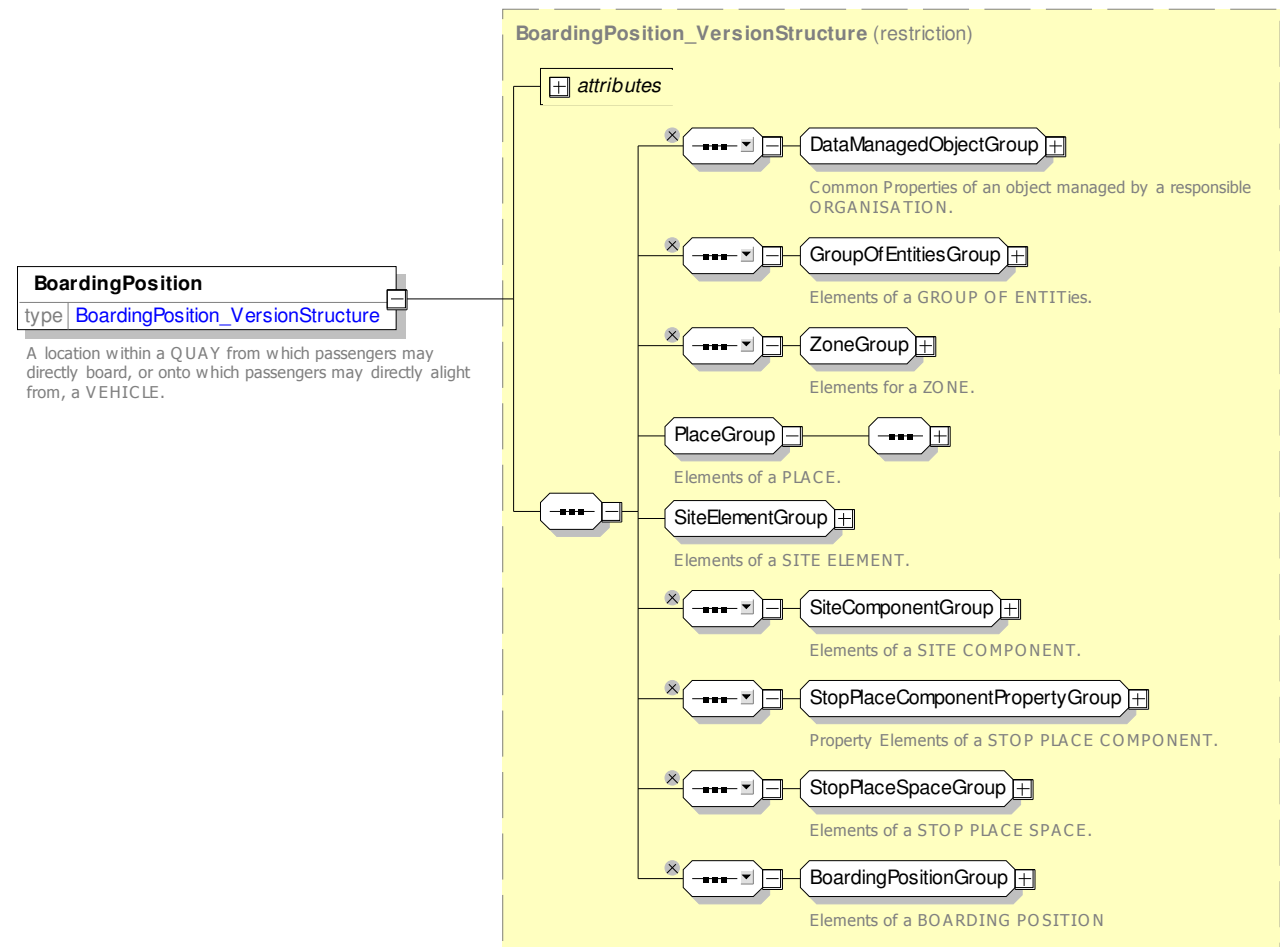 BoardingPosition_VersionStructure (restriction)
attributes
DataManagedObjectGroup
Common Properties of an object managed by a responsible
ORGANISATION.
GroupOfEntitiesGroup
Elements of a GROUP OF ENTITies.
BoardingPosition
type BoardingPosition_VersionStructure
A location within a QUAY from which passengers may
directly board, or onto which passengers may directly alight
from, a VEHICLE.
ZoneGroup
Elements for a ZONE.
PlaceGroup
Elements of a PLACE.
SiteElementGroup
Elements of a SITE ELEMENT.
SiteComponentGroup
Elements of a SITE COMPONENT.
StopPlaceComponentPropertyGroup
Property Elements of a STOP PLACE COMPONENT.
StopPlaceSpaceGroup
Elements of a STOP PLACE SPACE.
BoardingPositionGroup
Elements of a BOARDING POSITION